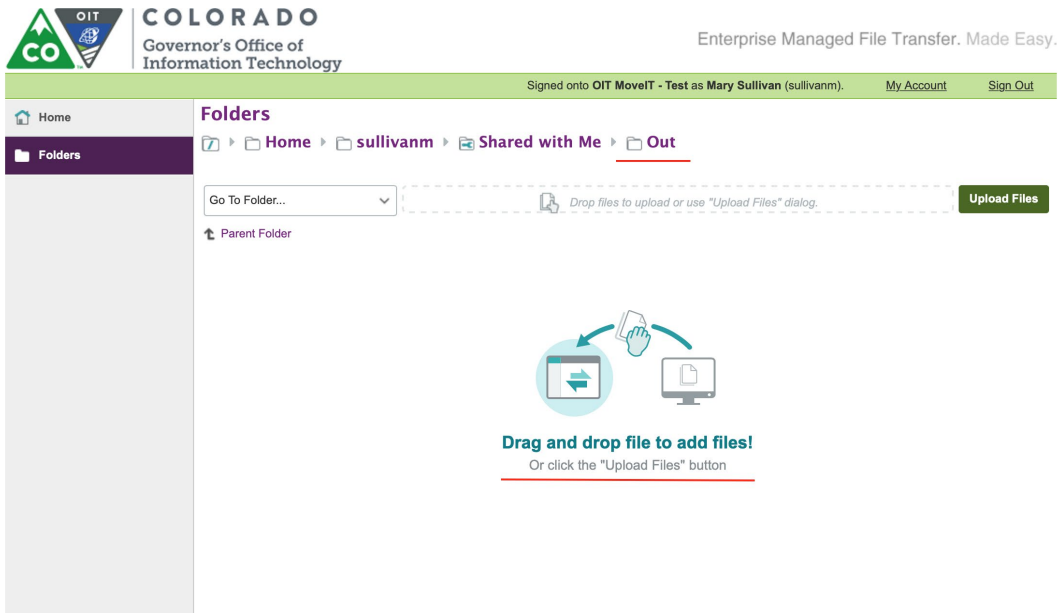 OIT
CO
TM
COLORADO
Governor's Office of
Information Technology
Enterprise Managed File Transfer. Made Easy.
Signed onto OIT MoveIT - Test as Mary Sullivan (sullivanm). My Account Sign Out
Home
Folders
Folders
Home sullivanm Shared with Me Out
Go To Folder...
Drop files to upload or use "Upload Files" dialog.
Upload Files
Parent Folder
Drag and drop file to add files!
Or click the "Upload Files" button